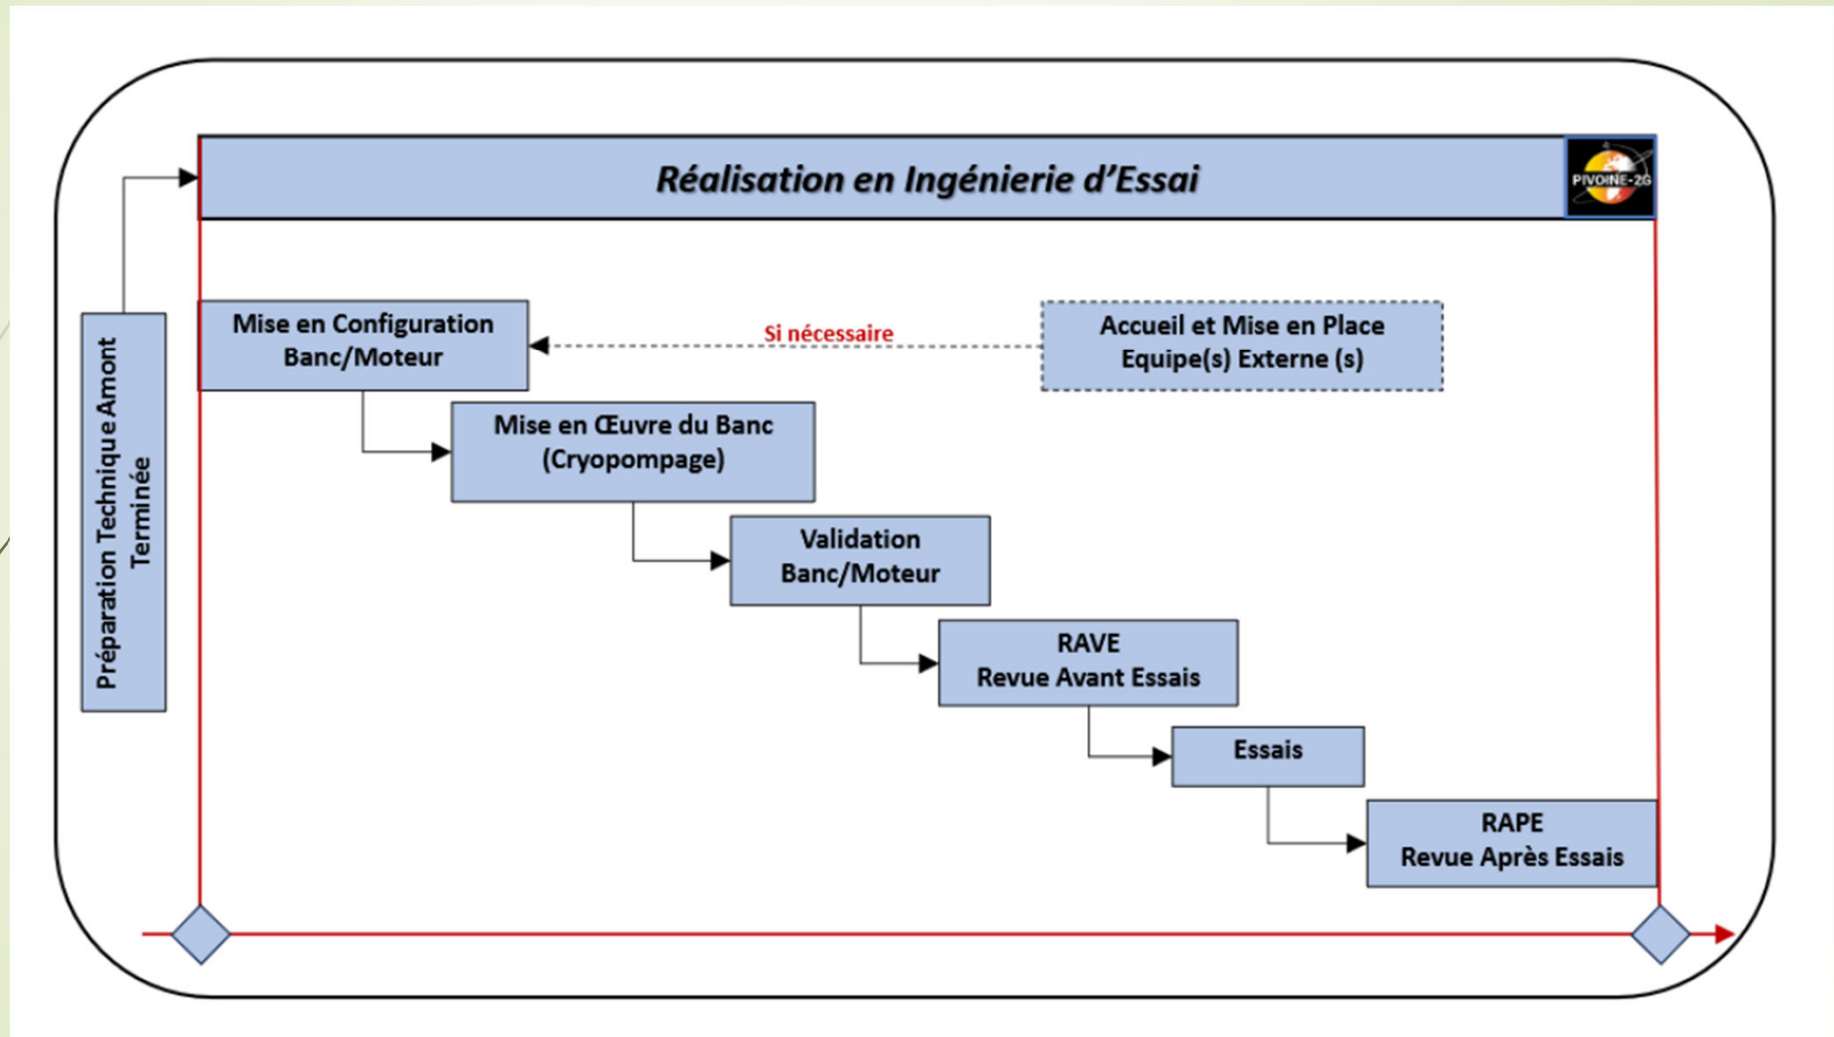 Réalisation en Ingénierie d'Essai
PIVOINE-2G
Préparation Technique Amont
Terminée
Mise en Configuration
Banc/Moteur
Si nécessaire
Accueil et Mise en Place
Equipe(s) Externe (s)
Mise en Œuvre du Banc
(Cryopompage)
Validation
Banc/Moteur
RAVE
Revue Avant Essais
Essais
RAPE
Revue Après Essais